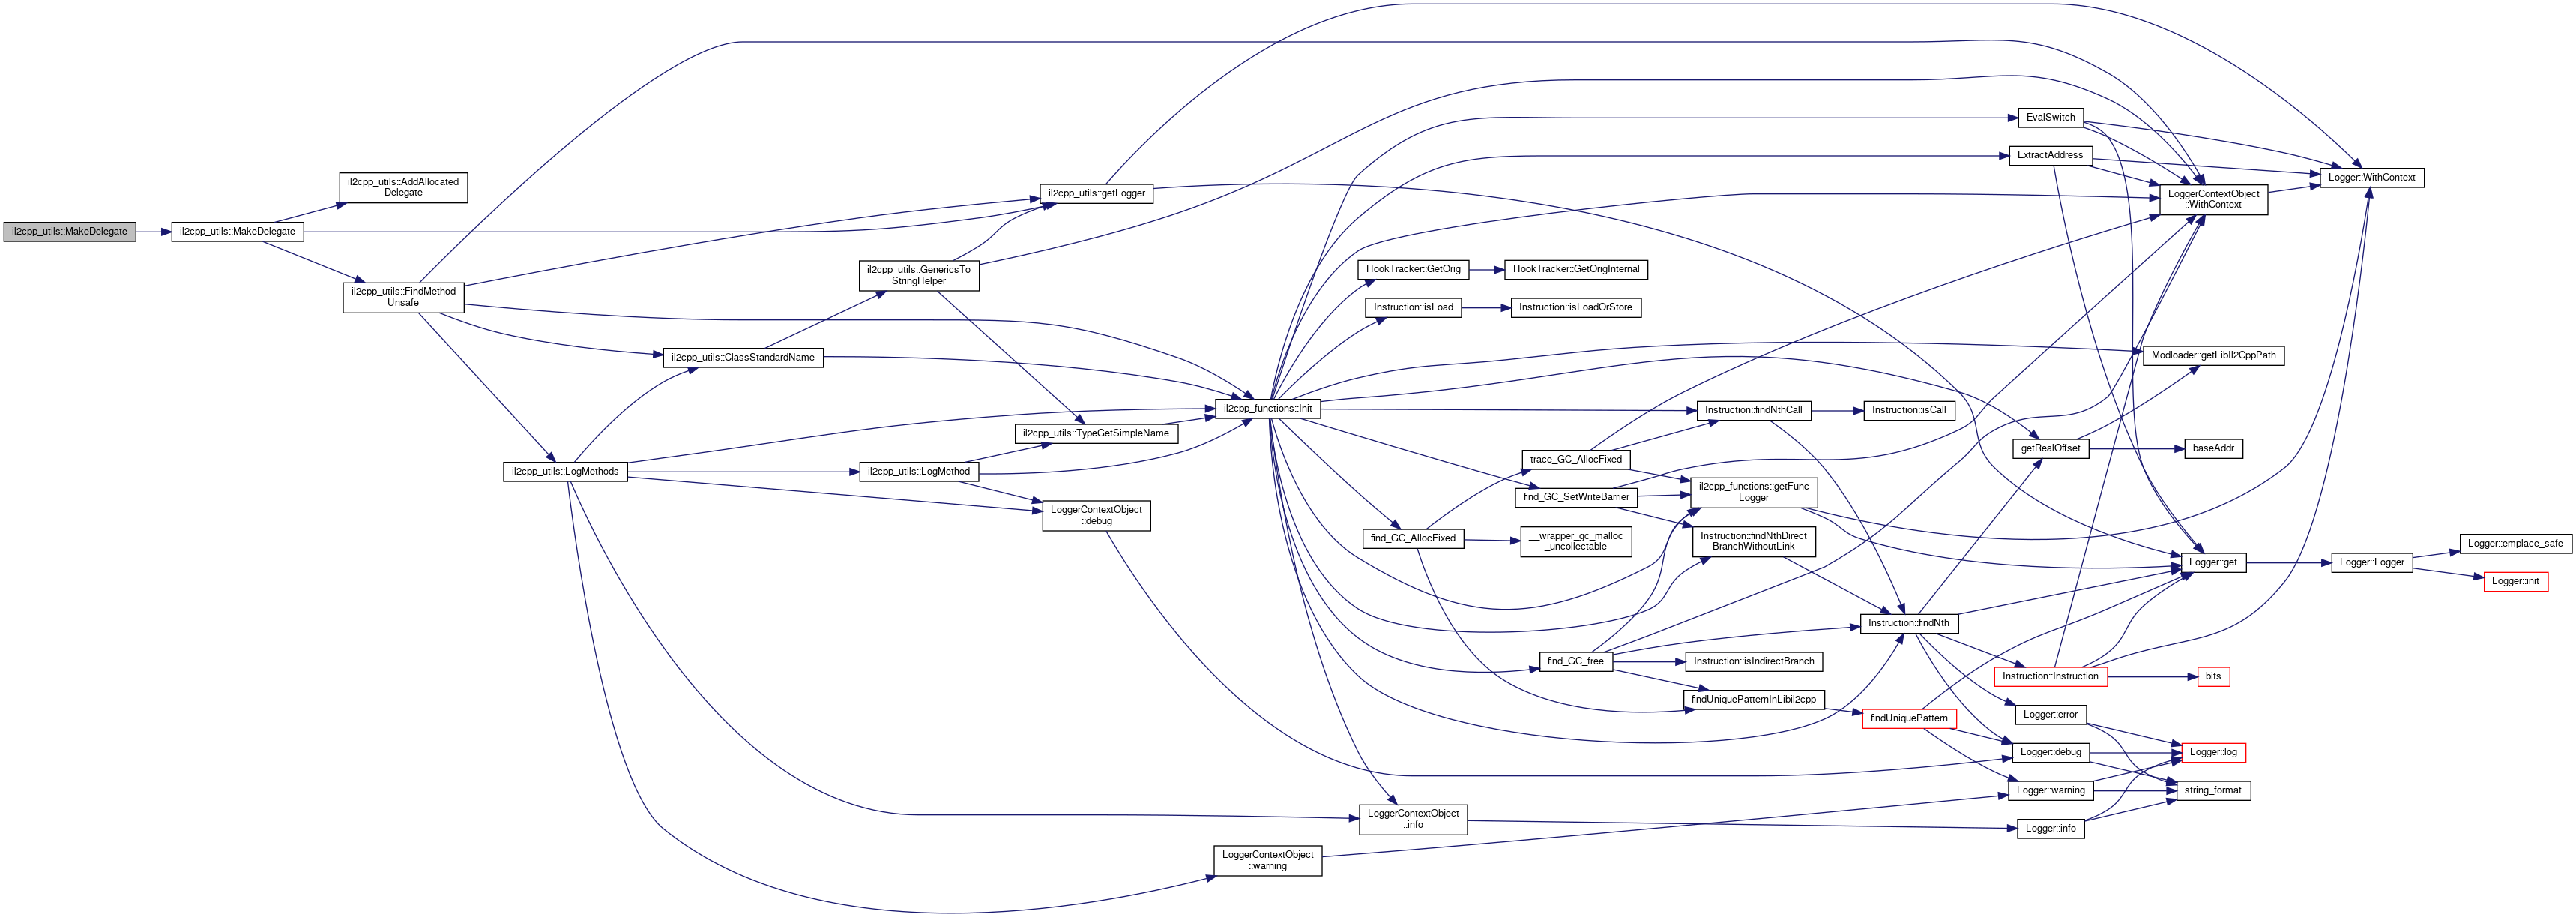 il2cpp_utils::MakeDelegate
il2cpp_utils::MakeDelegate
il2cpp_utils::AddAllocated
Delegate
il2cpp_utils::FindMethod
Unsafe
il2cpp_utils::LogMethods
il2cpp_utils::ClassStandardName
il2cpp_utils::GenericsTo
StringHelper
il2cpp_utils::LogMethod
il2cpp_utils::getLogger
il2cpp_utils::TypeGetSimpleName
LoggerContextObject
::debug
il2cpp_functions::Init
LoggerContextObject
::warning
HookTracker::GetOrig
Instruction::isLoad
find_GC_AllocFixed
LoggerContextObject
::info
HookTracker::GetOrigInternal
Instruction::isLoadOrStore
trace_GC_AllocFixed
find_GC_SetWriteBarrier
__wrapper_gc_malloc
_uncollectable
find_GC_free
Instruction::findNthCall
il2cpp_functions::getFunc
Logger
Instruction::findNthDirect
BranchWithoutLink
Instruction::isIndirectBranch
findUniquePatternInLibil2cpp
Instruction::isCall
Instruction::findNth
findUniquePattern
EvalSwitch
ExtractAddress
getRealOffset
Instruction::Instruction
Logger::error
Logger::debug
Logger::warning
Logger::info
LoggerContextObject
::WithContext
Modloader::getLibIl2CppPath
baseAddr
Logger::get
bits
Logger::log
string_format
Logger::WithContext
Logger::Logger
Logger::emplace_safe
Logger::init